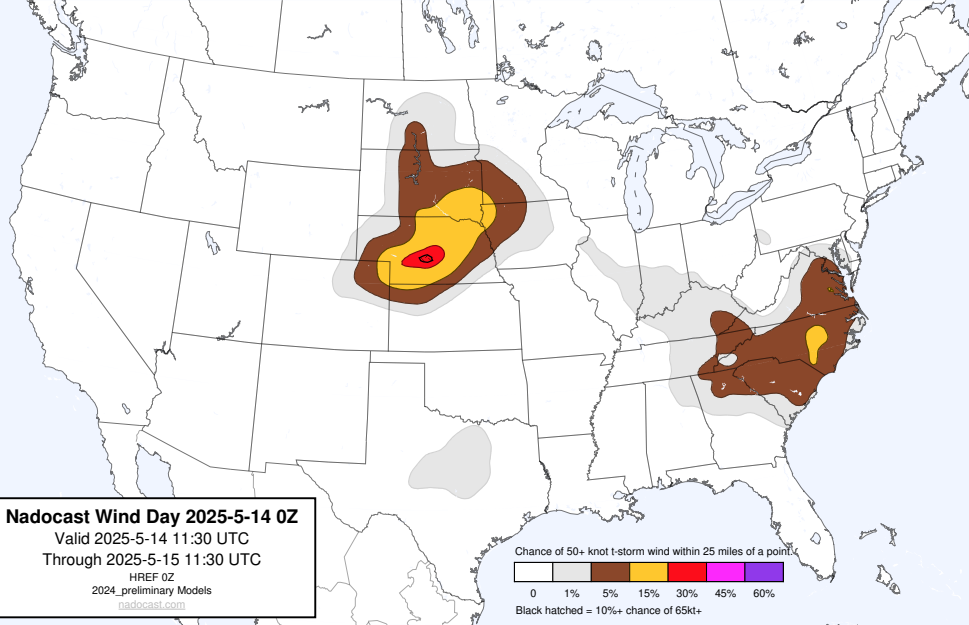 Nadocast Wind Day 2025-5-14 0Z
Valid 2025-5-14 11:30 UTC
Through 2025-5-15 11:30 UTC
HREF 0Z
2024_preliminary Models
nadocast.com
Chance of 50+ knot t-storm wind within 25 miles of a point.
0 1% 5% 15% 30% 45% 60%
Black hatched = 10%+ chance of 65kt+